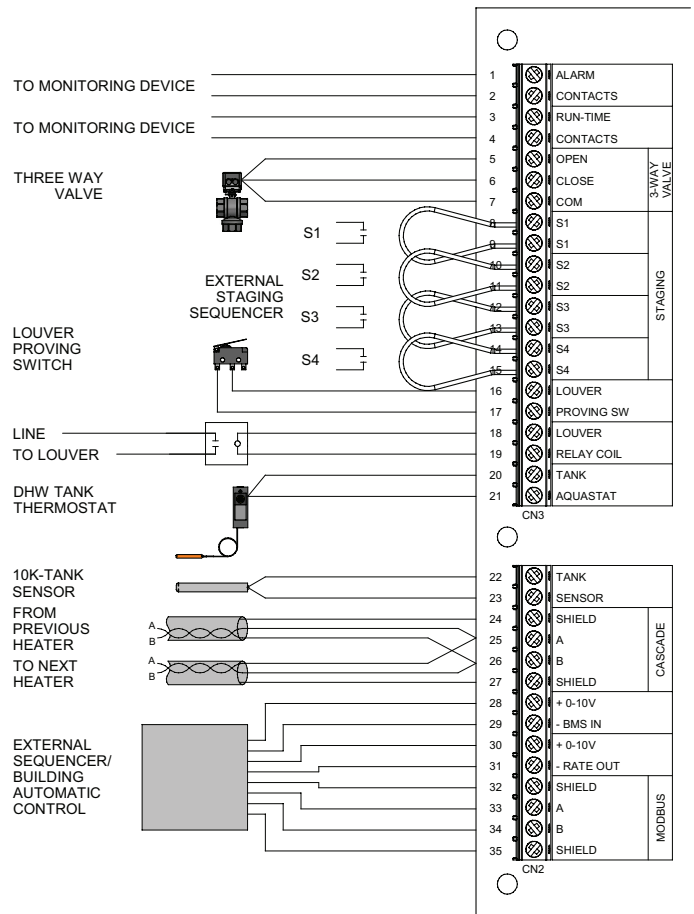 TO MONITORING DEVICE
TO MONITORING DEVICE
THREE WAY
VALVE
S1
S2
EXTERNAL
STAGING
SEQUENCER
S3
S4
LOUVER
PROVING
SWITCH
LINE
TO LOUVER
DHW TANK
THERMOSTAT
10K-TANK
SENSOR
FROM
PREVIOUS
HEATER
A
B
TO NEXT
HEATER
A
B
EXTERNAL
SEQUENCER/
BUILDING
AUTOMATIC
CONTROL
1 ALARM
2 CONTACTS
3 RUN-TIME
4 CONTACTS
5 OPEN
6 CLOSE
7 COM
3-WAY
VALVE
8 S1
9 S1
10 S2
11 S2
12 S3
13 S3
14 S4
15 S4
STAGING
16 LOUVER
17 PROVING SW
18 LOUVER
19 RELAY COIL
20 TANK
21 AQUASTAT
CN3
22 TANK
23 SENSOR
24 SHIELD
25 A
26 B
27 SHIELD
CASCADE
28 + 0-10V
29 - BMS IN
30 + 0-10V
31 - RATE OUT
32 SHIELD
33 A
34 B
35 SHIELD
MODBUS
CN2